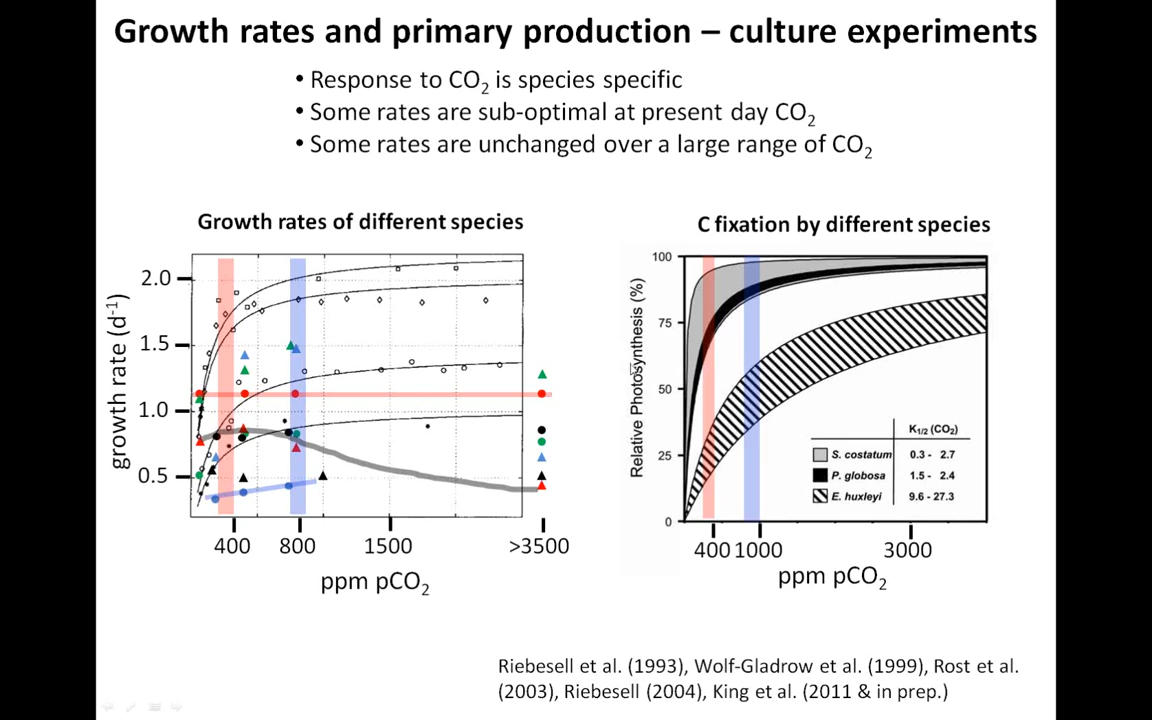 Growth rates and primary production – culture experiments
• Response to CO2 is species specific
• Some rates are sub-optimal at present day CO2
• Some rates are unchanged over a large range of CO2
Growth rates of different species
growth rate (d-1)
2.0
1.5
1.0
0.5
400 800 1500 >3500
ppm pCO2
C fixation by different species
Relative Photosynthesis (%)
100
75
50
25
0
K1/2 (CO2)
S. costatum 0.3 - 2.7
P. globosa 1.5 - 2.4
E. huxleyi 9.6 - 27.3
400 1000 3000
ppm pCO2
Riebesell et al. (1993), Wolf-Gladrow et al. (1999), Rost et al.
(2003), Riebesell (2004), King et al. (2011 & in prep.)